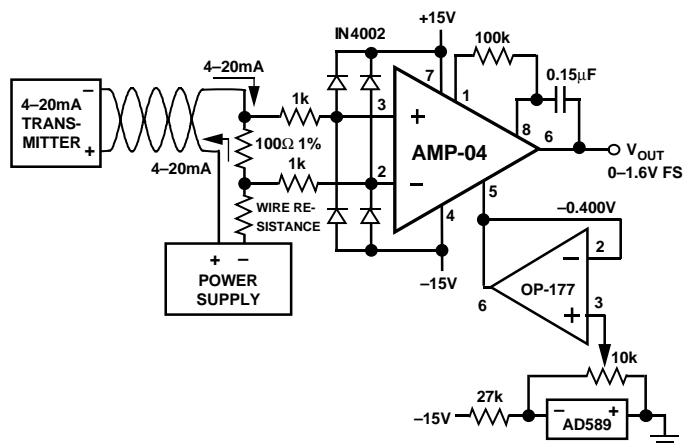 IN4002
+15V
100k
0.15µF
4–20mA
–
4–20mA
TRANS-
MITTER
+
1k
3
+
7
1
8
6
AMP-04
100Ω 1%
1k
2
–
5
4
VOUT
0–1.6V FS
4–20mA
WIRE RE-
SISTANCE
–0.400V
+ –
POWER
SUPPLY
–15V
2
–
6
OP-177
3
+
10k
27k
–15V
– +
AD589